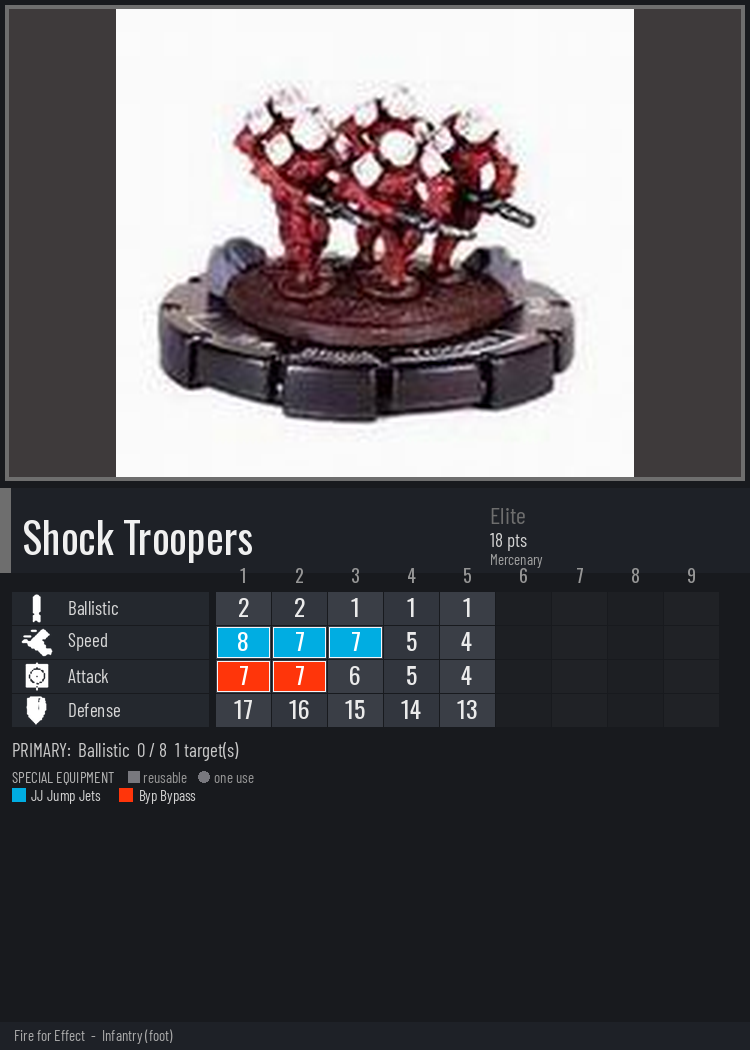 Shock Troopers
Elite
18 pts
Mercenary
1 2 3 4 5 6 7 8 9
Ballistic 2 2 1 1 1
Speed 8 7 7 5 4
Attack 7 7 6 5 4
Defense 17 16 15 14 13
PRIMARY: Ballistic 0 / 8 1 target(s)
SPECIAL EQUIPMENT reusable one use
JJ Jump Jets Byp Bypass
Fire for Effect - Infantry (foot)